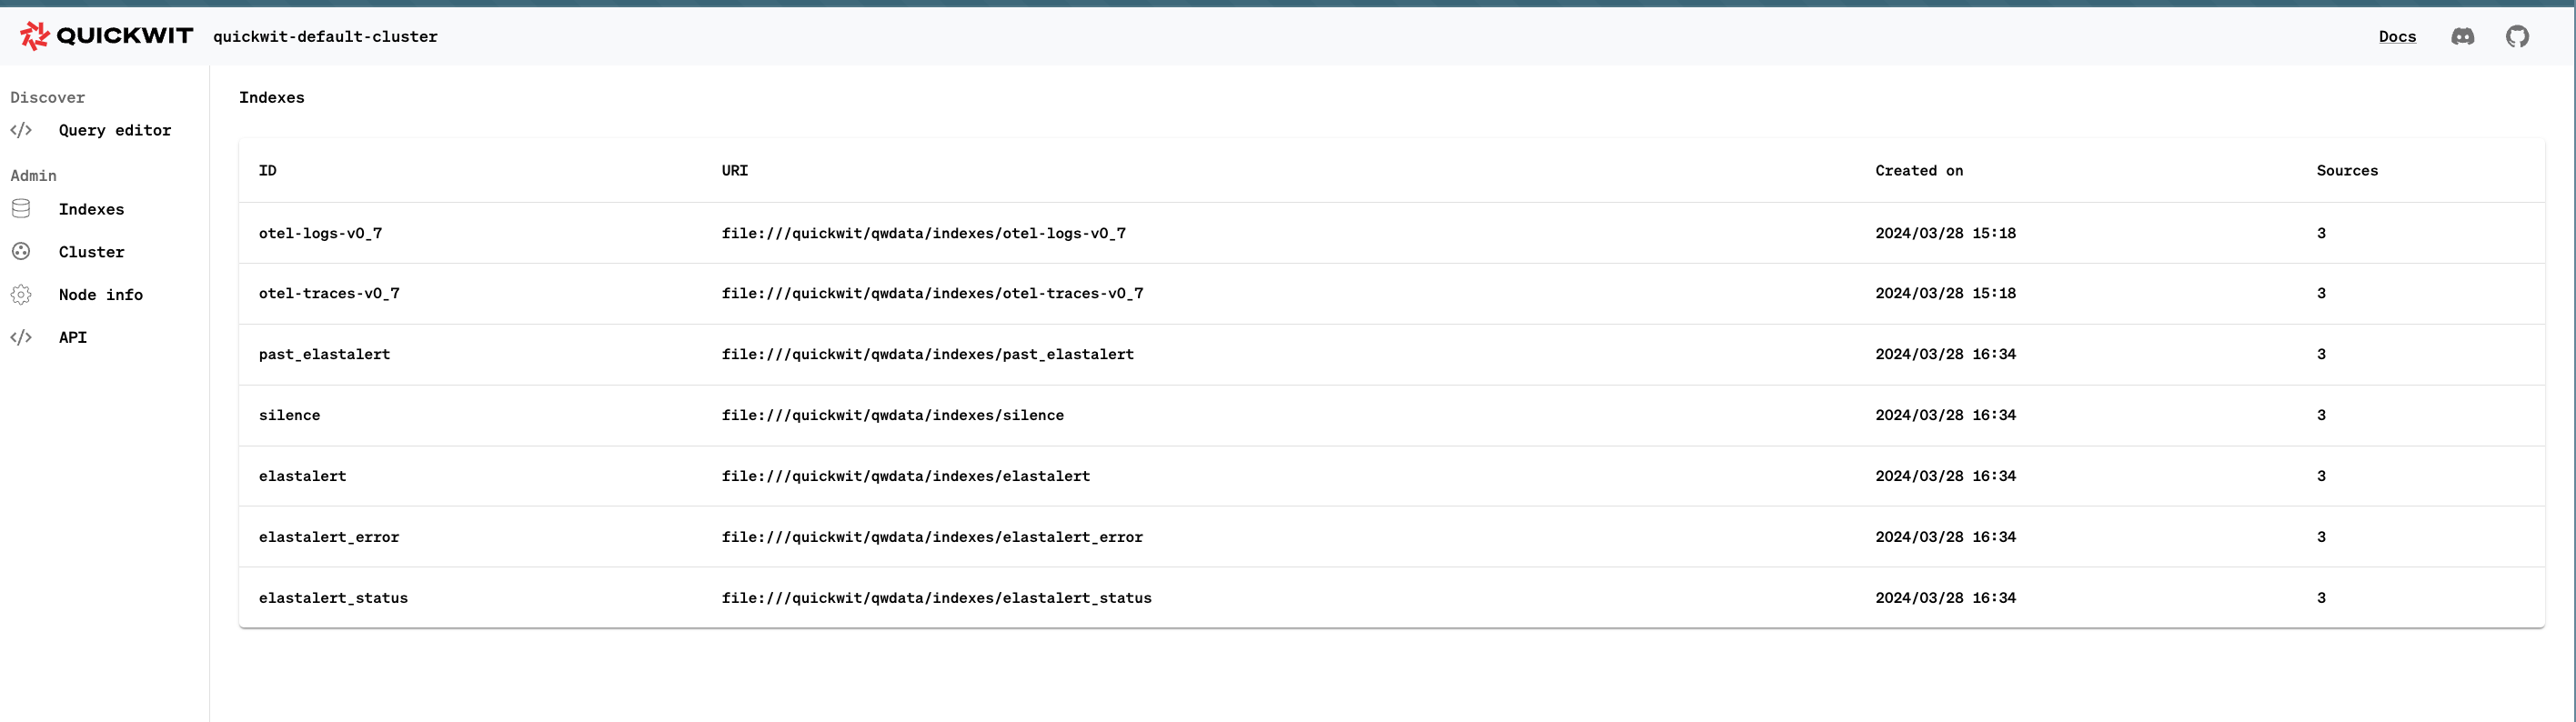 QUICKWIT quickwit-default-cluster Docs
Discover
</> Query editor
Admin
Indexes
Cluster
Node info
</> API
Indexes
ID URI Created on Sources
otel-logs-v0_7 file:///quickwit/qwdata/indexes/otel-logs-v0_7 2024/03/28 15:18 3
otel-traces-v0_7 file:///quickwit/qwdata/indexes/otel-traces-v0_7 2024/03/28 15:18 3
past_elastalert file:///quickwit/qwdata/indexes/past_elastalert 2024/03/28 16:34 3
silence file:///quickwit/qwdata/indexes/silence 2024/03/28 16:34 3
elastalert file:///quickwit/qwdata/indexes/elastalert 2024/03/28 16:34 3
elastalert_error file:///quickwit/qwdata/indexes/elastalert_error 2024/03/28 16:34 3
elastalert_status file:///quickwit/qwdata/indexes/elastalert_status 2024/03/28 16:34 3